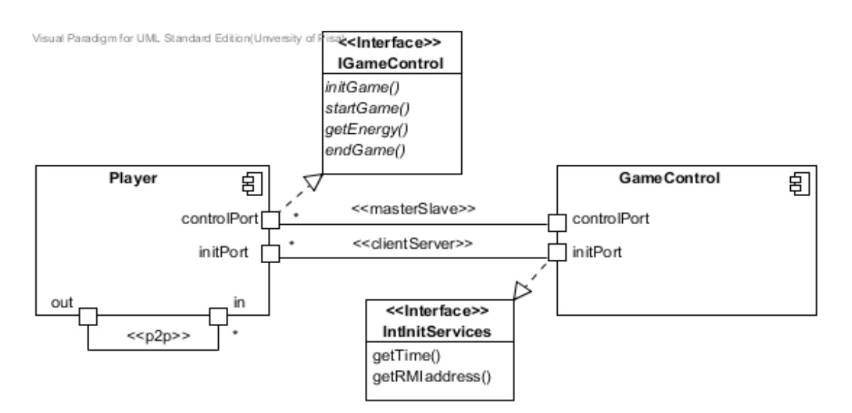 Visual Paradigm for UML Standard Edition(Unversity of Pisa)
<<Interface>>
IGameControl
initGame()
startGame()
getEnergy()
endGame()
Player
GameControl
controlPort
*
<<masterSlave>>
controlPort
initPort
*
<<clientServer>>
initPort
out
in
<<p2p>>
*
<<Interface>>
IntInitServices
getTime()
getRMIaddress()